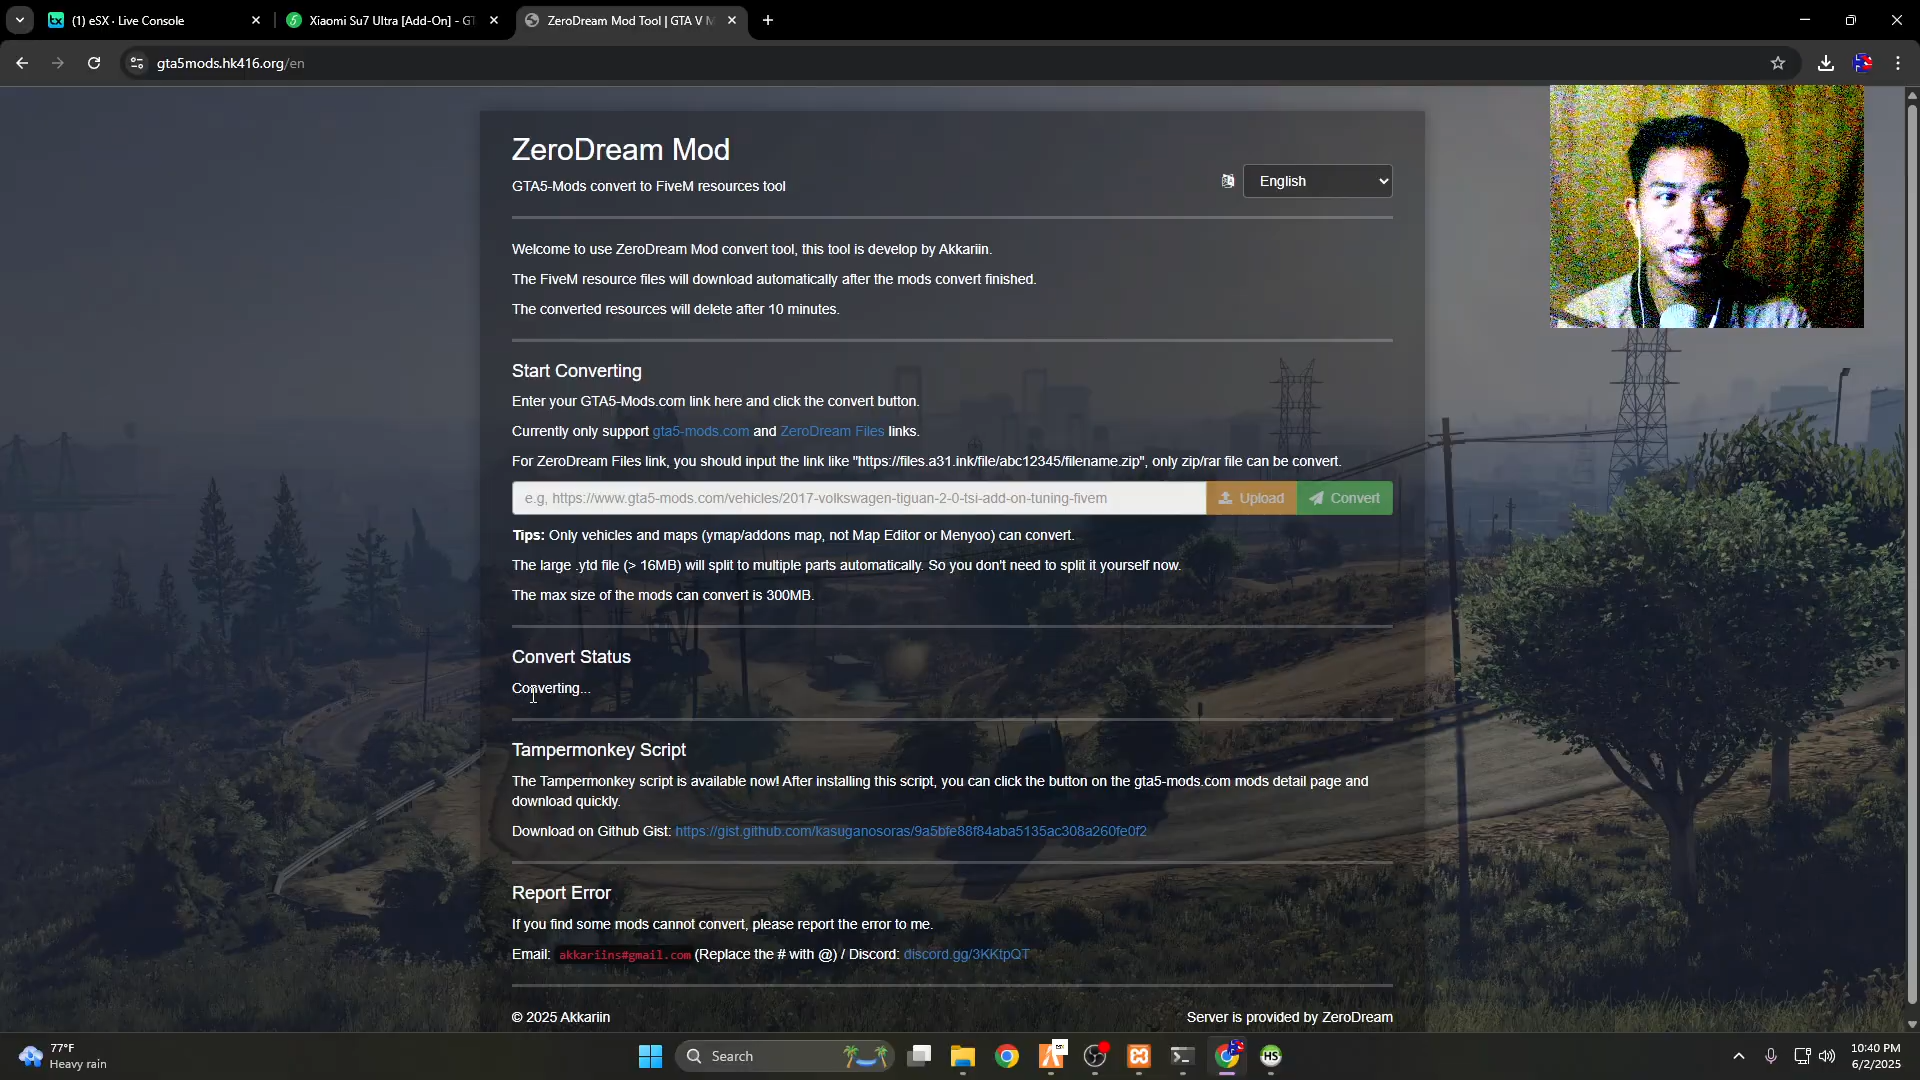 (1) eSX · Live Console
Xiaomi Su7 Ultra [Add-On] - GT
ZeroDream Mod Tool | GTA V M
gta5mods.hk416.org/en
ZeroDream Mod
GTA5-Mods convert to FiveM resources tool
English
Welcome to use ZeroDream Mod convert tool, this tool is develop by Akkariin.
The FiveM resource files will download automatically after the mods convert finished.
The converted resources will delete after 10 minutes.
Start Converting
Enter your GTA5-Mods.com link here and click the convert button.
Currently only support gta5-mods.com and ZeroDream Files links.
For ZeroDream Files link, you should input the link like "https://files.a31.ink/file/abc12345/filename.zip", only zip/rar file can be convert.
e.g, https://www.gta5-mods.com/vehicles/2017-volkswagen-tiguan-2-0-tsi-add-on-tuning-fivem
Upload
Convert
Tips: Only vehicles and maps (ymap/addons map, not Map Editor or Menyoo) can convert.
The large .ytd file (> 16MB) will split to multiple parts automatically. So you don't need to split it yourself now.
The max size of the mods can convert is 300MB.
Convert Status
Converting...
Tampermonkey Script
The Tampermonkey script is available now! After installing this script, you can click the button on the gta5-mods.com mods detail page and
download quickly.
Download on Github Gist: https://gist.github.com/kasuganosoras/9a5bfe88f84aba5135ac308a260fe0f2
Report Error
If you find some mods cannot convert, please report the error to me.
Email: akkariins#gmail.com (Replace the # with @) / Discord: discord.gg/3KKtpQT
© 2025 Akkariin
Server is provided by ZeroDream
77°F
Heavy rain
Search
HS
10:40 PM
6/2/2025